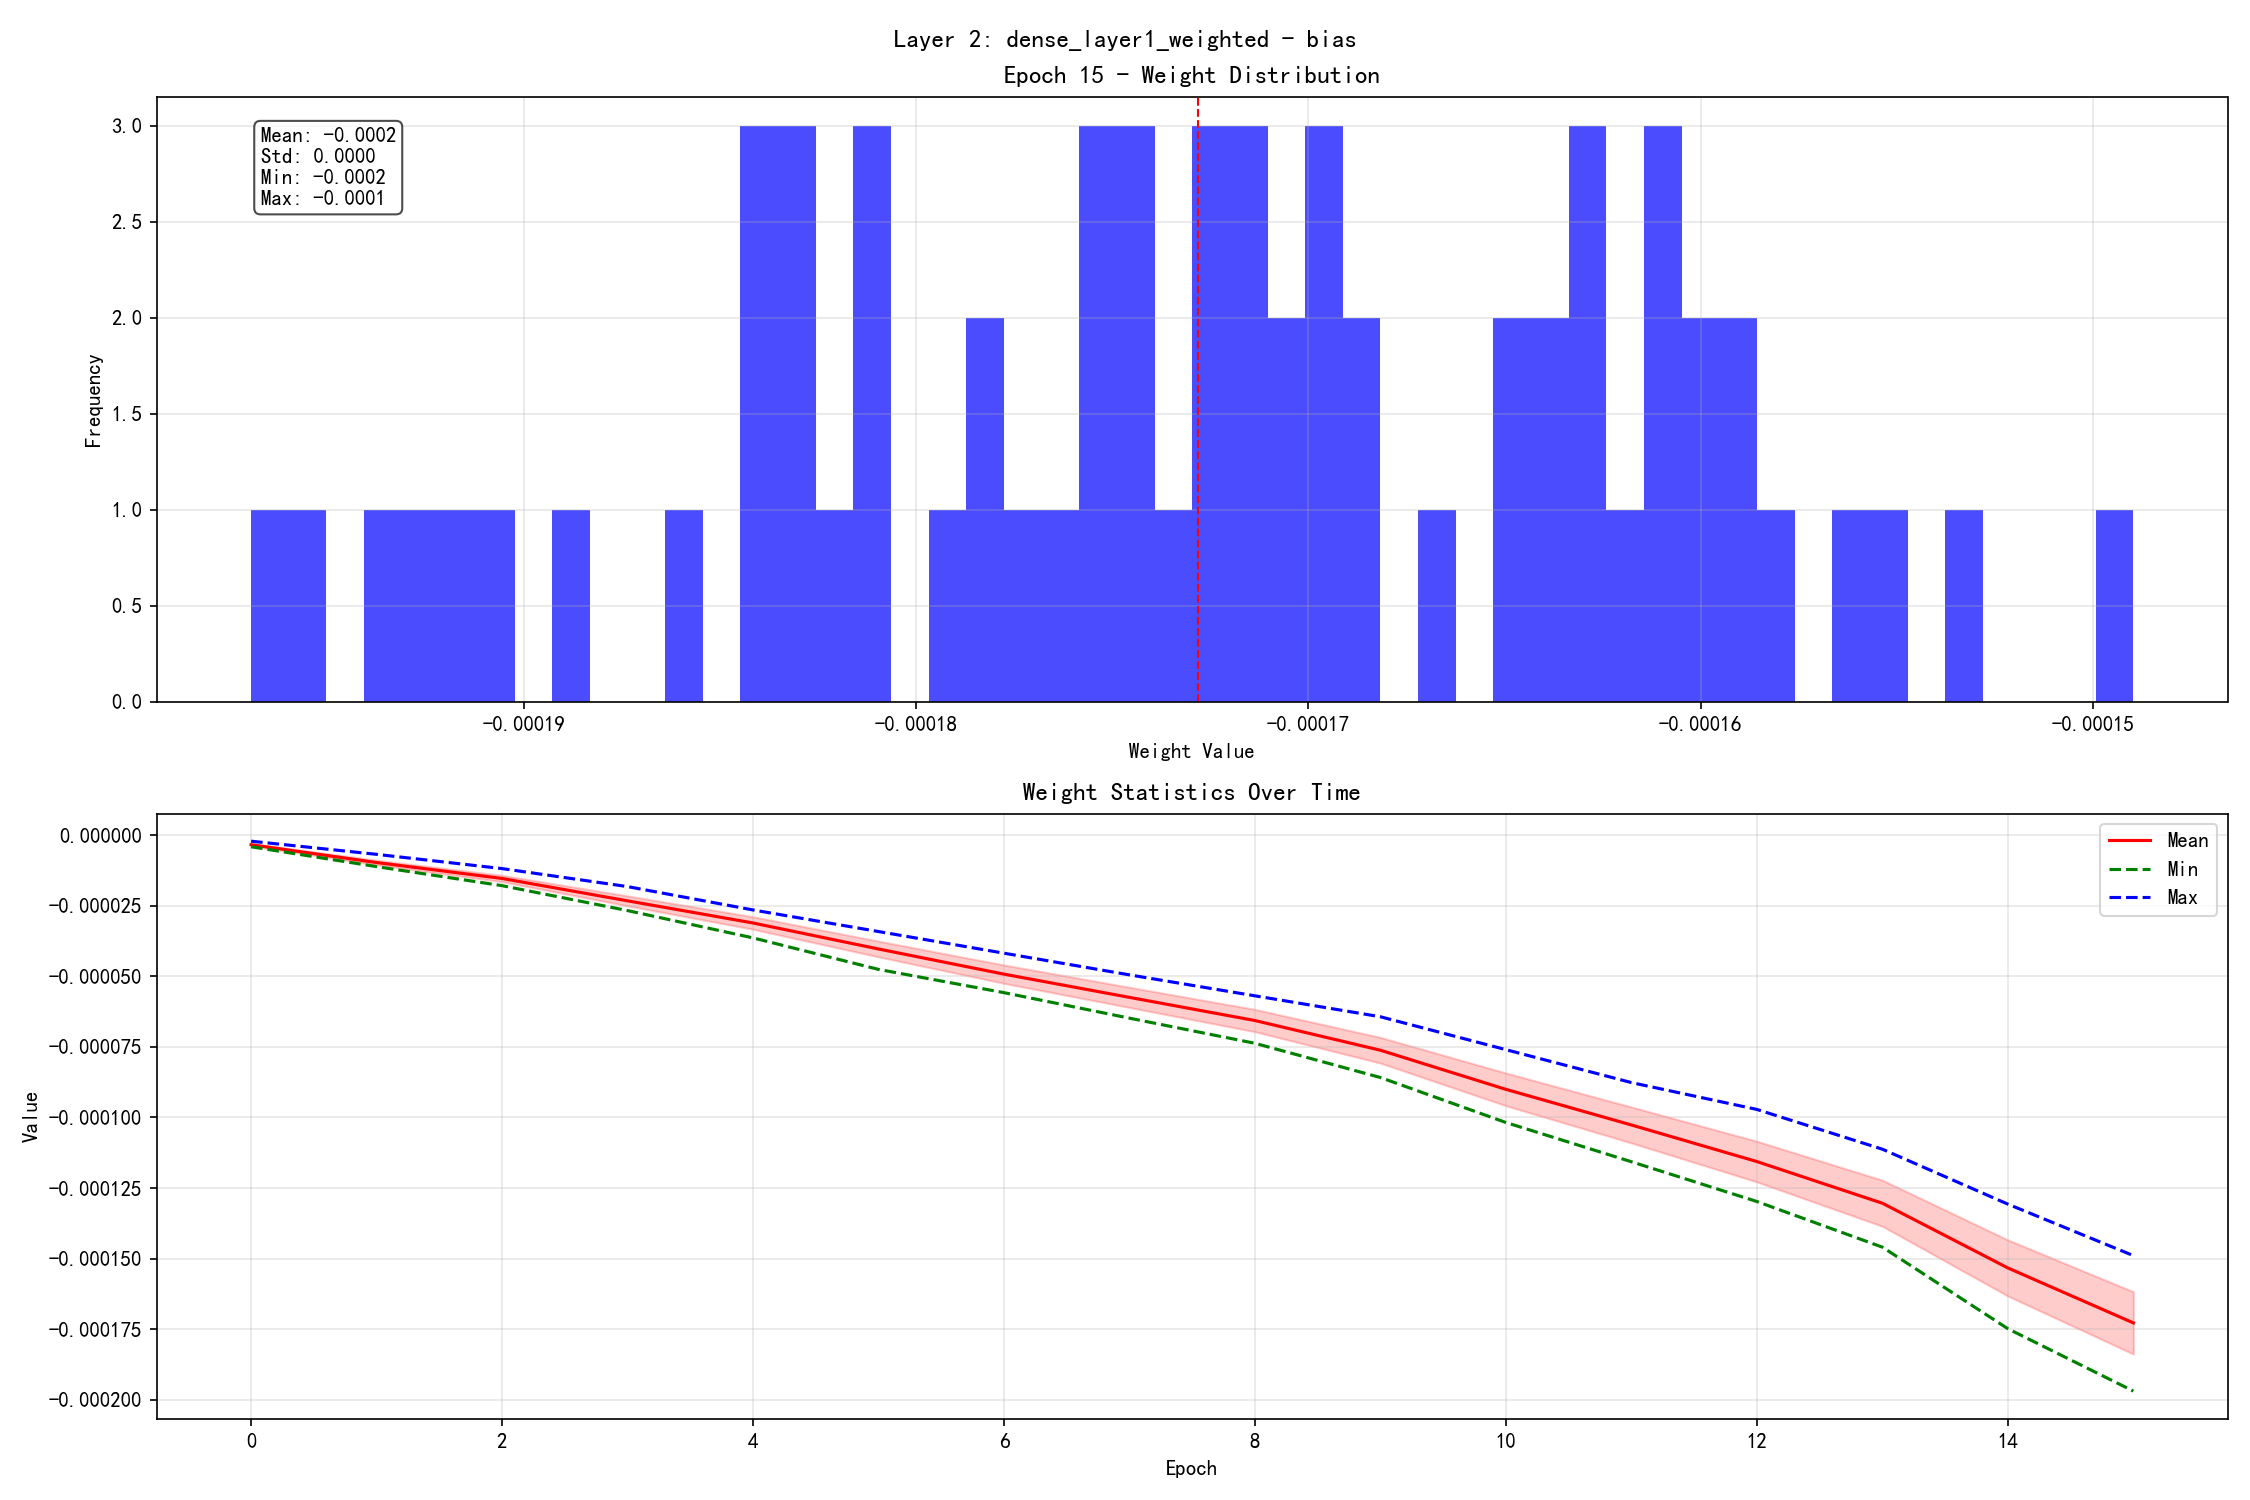 Layer 2: dense_layer1_weighted - bias
Epoch 15 - Weight Distribution
Mean: -0.0002
Std: 0.0000
Min: -0.0002
Max: -0.0001
3.0
2.5
2.0
1.5
1.0
0.5
0.0
Frequency
-0.00019 -0.00018 -0.00017 -0.00016 -0.00015
Weight Value
Weight Statistics Over Time
Mean
Min
Max
0.000000
-0.000025
-0.000050
-0.000075
-0.000100
-0.000125
-0.000150
-0.000175
-0.000200
Value
0 2 4 6 8 10 12 14
Epoch